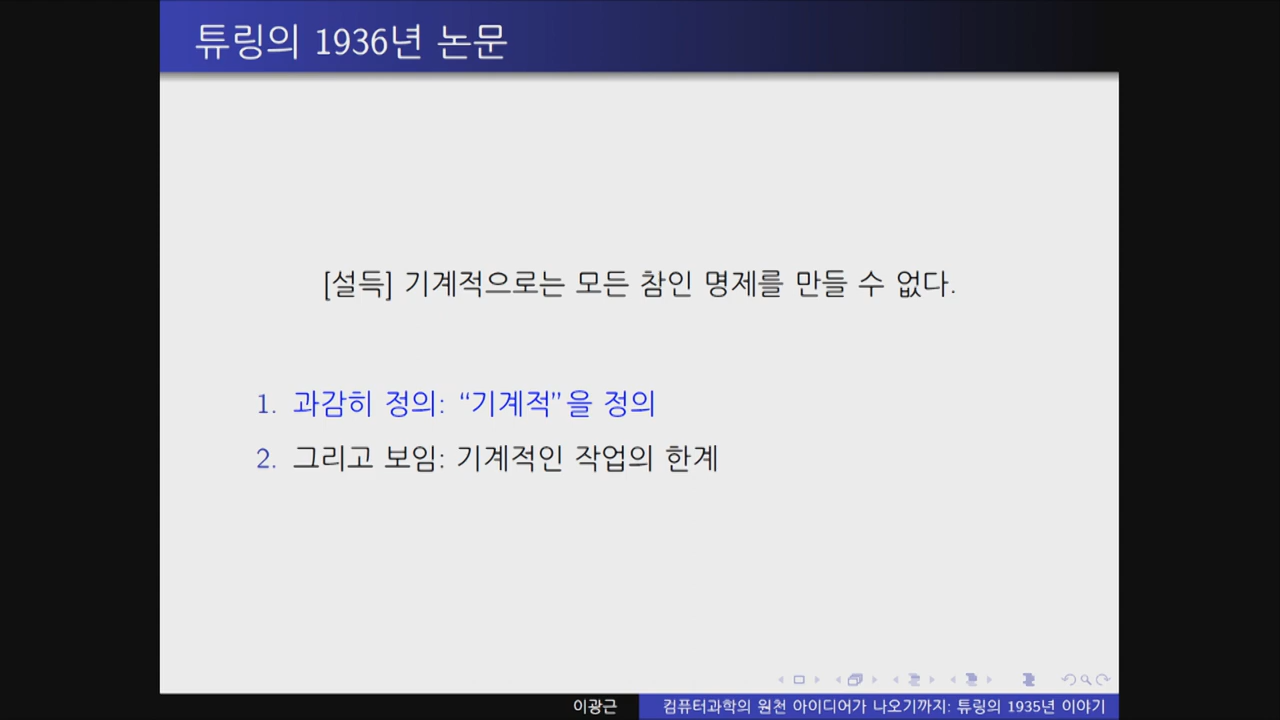 튜링의 1936년 논문
[설득] 기계적으로는 모든 참인 명제를 만들 수 없다.
1. 과감히 정의: “기계적”을 정의
2. 그리고 보임: 기계적인 작업의 한계
이광근
컴퓨터과학의 원천 아이디어가 나오기까지: 튜링의 1935년 이야기